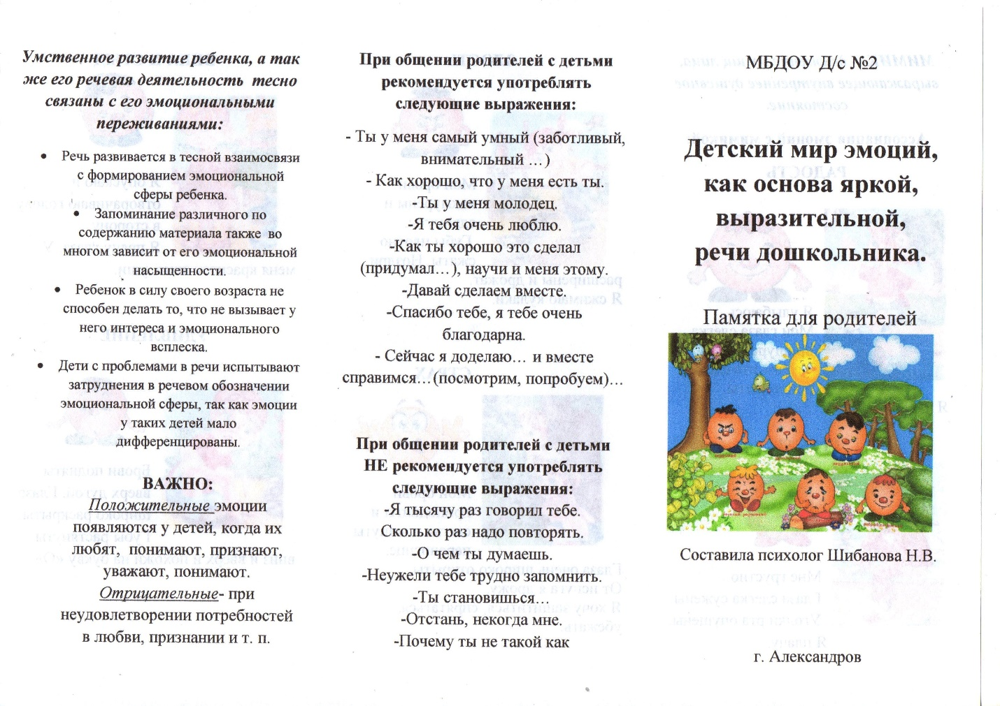 Умственное развитие ребенка, а так
же его речевая деятельность тесно
связаны с его эмоциональными
переживаниями:
• Речь развивается в тесной взаимосвязи
с формированием эмоциональной
сферы ребенка.
• Запоминание различного по
содержанию материала также во
многом зависит от его эмоциональной
насыщенности.
• Ребенок в силу своего возраста не
способен делать то, что не вызывает у
него интереса и эмоционального
всплеска.
• Дети с проблемами в речи испытывают
затруднения в речевом обозначении
эмоциональной сферы, так как эмоции
у таких детей мало
дифференцированы.
ВАЖНО:
Положительные эмоции
появляются у детей, когда их
любят, понимают, признают,
уважают, понимают.
Отрицательные- при
неудовлетворении потребностей
в любви, признании и т. п.
При общении родителей с детьми
рекомендуется употреблять
следующие выражения:
- Ты у меня самый умный (заботливый,
внимательный …)
- Как хорошо, что у меня есть ты.
-Ты у меня молодец.
-Я тебя очень люблю.
-Как ты хорошо это сделал
(придумал…), научи и меня этому.
-Давай сделаем вместе.
-Спасибо тебе, я тебе очень
благодарна.
- Сейчас я доделаю… и вместе
справимся…(посмотрим, попробуем)…
При общении родителей с детьми
НЕ рекомендуется употреблять
следующие выражения:
-Я тысячу раз говорил тебе.
Сколько раз надо повторять.
-О чем ты думаешь.
-Неужели тебе трудно запомнить.
-Ты становишься…
-Отстань, некогда мне.
-Почему ты не такой как
МБДОУ Д/с №2
Детский мир эмоций,
как основа яркой,
выразительной,
речи дошкольника.
Памятка для родителей
Составила психолог Шибанова Н.В.
г. Александров